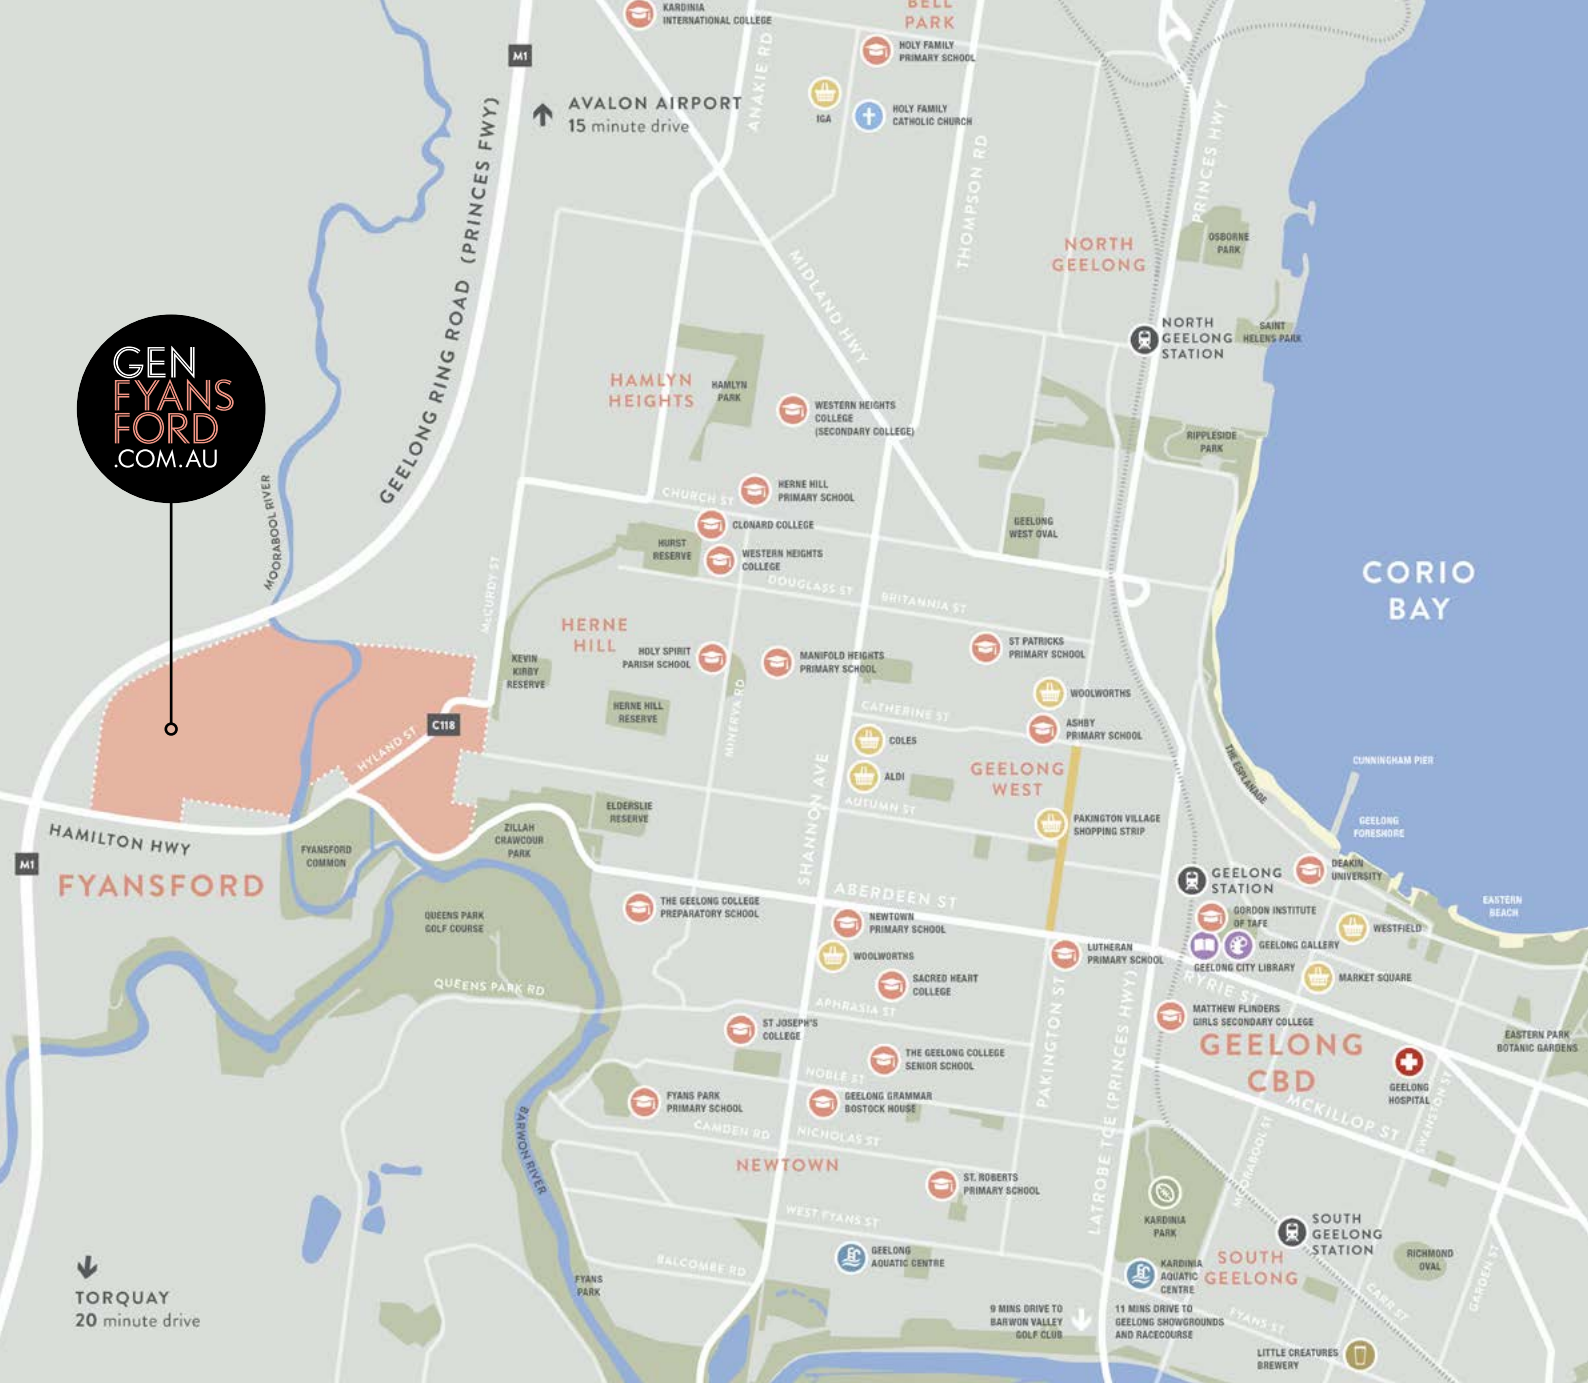 KARDINIA
INTERNATIONAL COLLEGE
BELL
PARK
HOLY FAMILY
PRIMARY SCHOOL
M1
ANAKIE RD
AVALON AIRPORT
15 minute drive
IGA
HOLY FAMILY
CATHOLIC CHURCH
GEELONG RING ROAD (PRINCES FWY)
THOMPSON RD
PRINCES HWY
NORTH
GEELONG
OSBORNE
PARK
MIDLAND HWY
NORTH
GEELONG
STATION
SAINT
HELENS PARK
GEN
FYANS
FORD
.COM.AU
HAMLYN
HEIGHTS
HAMLYN
PARK
WESTERN HEIGHTS
COLLEGE
(SECONDARY COLLEGE)
RIPPLESIDE
PARK
MOORABOOL RIVER
CHURCH ST
HERNE HILL
PRIMARY SCHOOL
CLONARD COLLEGE
GEELONG
WEST OVAL
HURST
RESERVE
WESTERN HEIGHTS
COLLEGE
McCURDY ST
DOUGLASS ST
BRITANNIA ST
CORIO
BAY
HERNE
HILL
HOLY SPIRIT
PARISH SCHOOL
MANIFOLD HEIGHTS
PRIMARY SCHOOL
ST PATRICKS
PRIMARY SCHOOL
KEVIN
KIRBY
RESERVE
HERNE HILL
RESERVE
MINERVA RD
WOOLWORTHS
CATHERINE ST
ASHBY
PRIMARY SCHOOL
C118
HYLAND ST
COLES
ALDI
GEELONG
WEST
THE ESPLANADE
CUNNINGHAM PIER
SHANNON AVE
AUTUMN ST
ELDERSLIE
RESERVE
PAKINGTON VILLAGE
SHOPPING STRIP
GEELONG
FORESHORE
HAMILTON HWY
ZILLAH
CRAWCOUR
PARK
FYANSFORD
COMMON
M1
FYANSFORD
GEELONG
STATION
DEAKIN
UNIVERSITY
ABERDEEN ST
EASTERN
BEACH
QUEENS PARK
GOLF COURSE
THE GEELONG COLLEGE
PREPARATORY SCHOOL
NEWTOWN
PRIMARY SCHOOL
GORDON INSTITUTE
OF TAFE
WESTFIELD
WOOLWORTHS
LUTHERAN
PRIMARY SCHOOL
GEELONG GALLERY
GEELONG CITY LIBRARY
MARKET SQUARE
QUEENS PARK RD
SACRED HEART
COLLEGE
RYRIE ST
APHRASIA ST
PAKINGTON ST
LATROBE TCE (PRINCES HWY)
MATTHEW FLINDERS
GIRLS SECONDARY COLLEGE
ST JOSEPH'S
COLLEGE
GEELONG
CBD
EASTERN PARK
BOTANIC GARDENS
THE GEELONG COLLEGE
SENIOR SCHOOL
NOBLE ST
GEELONG
HOSPITAL
FYANS PARK
PRIMARY SCHOOL
GEELONG GRAMMAR
BOSTOCK HOUSE
MCKILLOP ST
SWANSTON ST
CAMDEN RD
NICHOLAS ST
BARWON RIVER
NEWTOWN
MOORABOOL ST
ST. ROBERTS
PRIMARY SCHOOL
KARDINIA
PARK
WEST FYANS ST
SOUTH
GEELONG
STATION
GEELONG
AQUATIC CENTRE
KARDINIA
AQUATIC
CENTRE
SOUTH
GEELONG
RICHMOND
OVAL
BALCOMBE RD
FYANS
PARK
GARDEN ST
CARR ST
TORQUAY
20 minute drive
9 MINS DRIVE TO
BARWON VALLEY
GOLF CLUB
11 MINS DRIVE TO
GEELONG SHOWGROUNDS
AND RACECOURSE
FYANS ST
LITTLE CREATURES
BREWERY